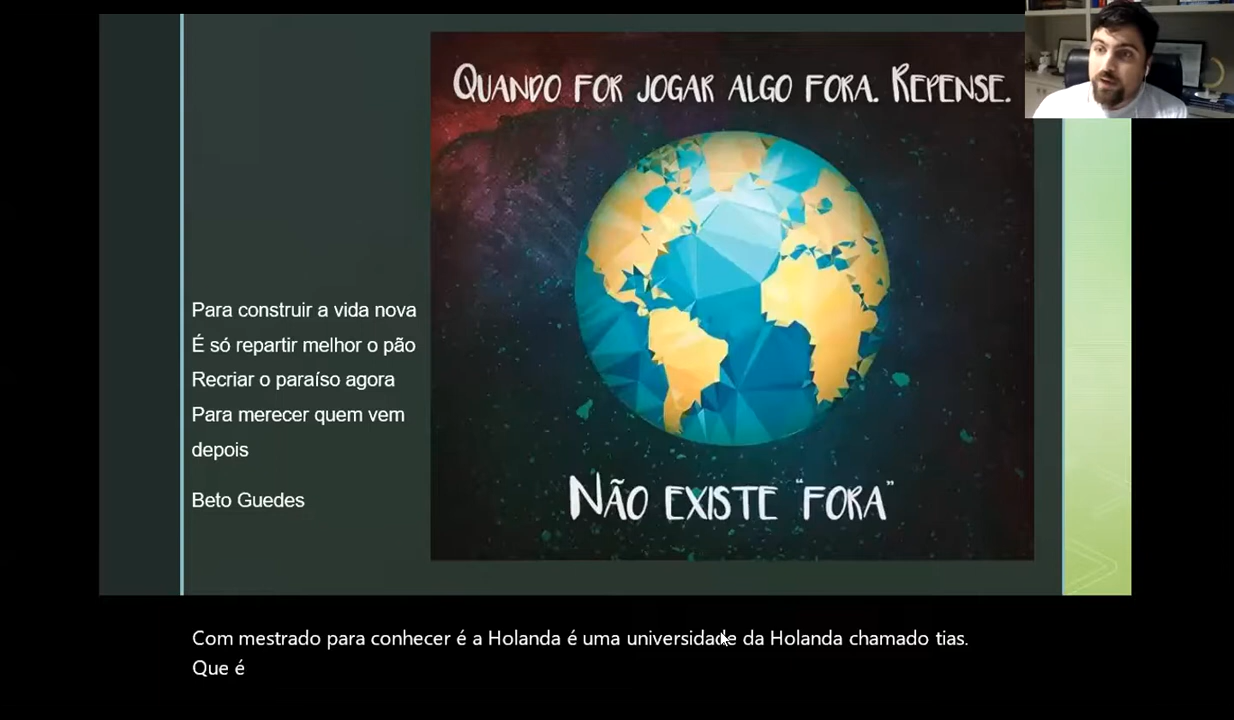 QUANDO FOR JOGAR ALGO FORA. REPENSE.
Para construir a vida nova
É só repartir melhor o pão
Recriar o paraíso agora
Para merecer quem vem
depois
Beto Guedes
NÃO EXISTE "FORA"
Com mestrado para conhecer é a Holanda é uma universidade da Holanda chamado tias.
Que é